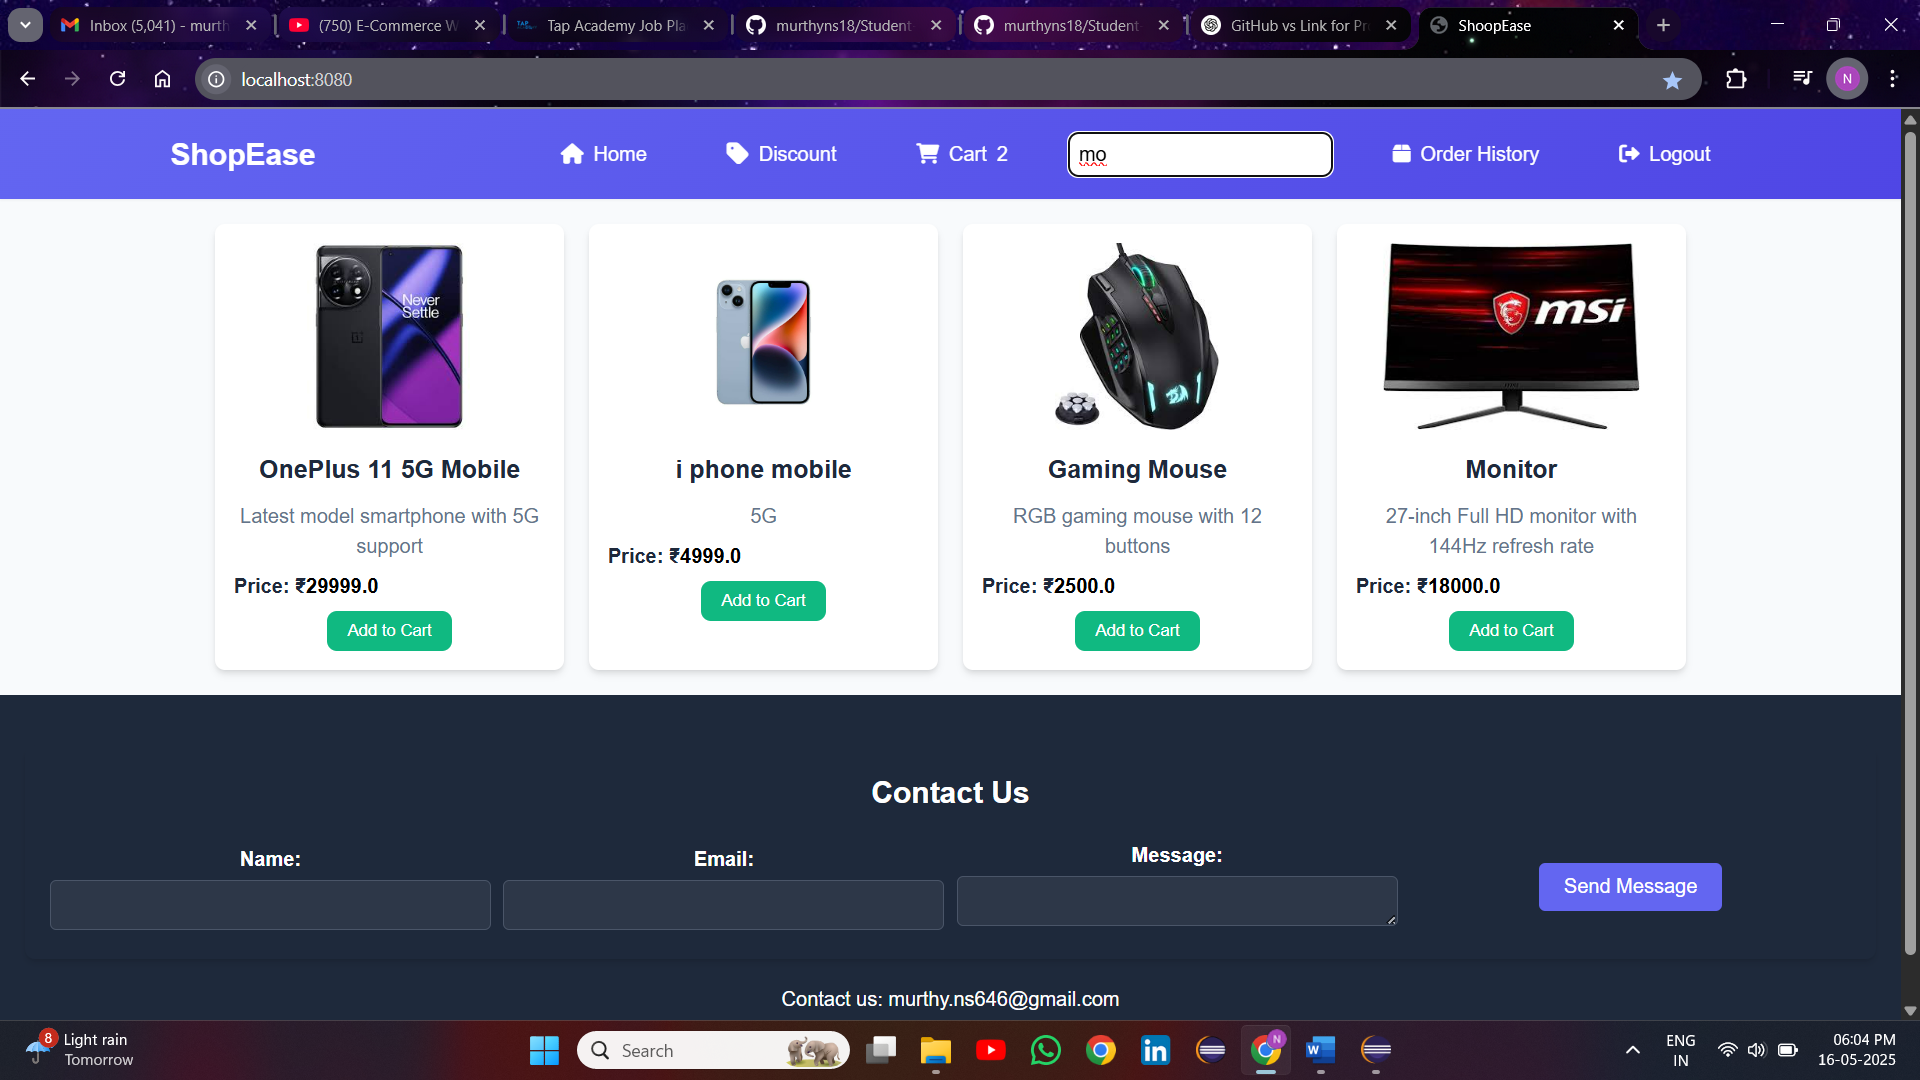 Inbox (5,041) - murth
(750) E-Commerce W
TAP
Tap Academy Job Pla
murthyns18/Student
murthyns18/Student
GitHub vs Link for Pr
ShoopEase
localhost:8080
N
ShopEase
Home
Discount
Cart 2
mo
Order History
Logout
Never
Settle
msi
OnePlus 11 5G Mobile
i phone mobile
Gaming Mouse
Monitor
Latest model smartphone with 5G
support
5G
RGB gaming mouse with 12
buttons
27-inch Full HD monitor with
144Hz refresh rate
Price: ₹29999.0
Price: ₹4999.0
Price: ₹2500.0
Price: ₹18000.0
Add to Cart
Add to Cart
Add to Cart
Add to Cart
Contact Us
Name:
Email:
Message:
Send Message
Contact us: murthy.ns646@gmail.com
8
Light rain
Tomorrow
Search
in
N
W
ENG
IN
06:04 PM
16-05-2025